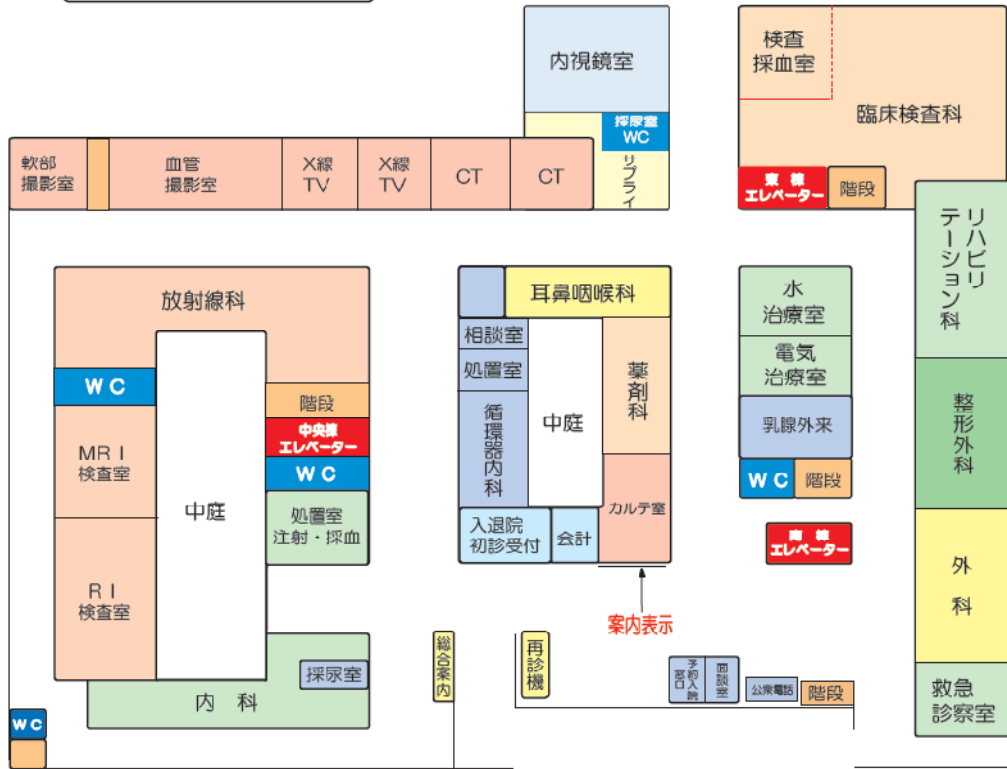 内視鏡室
検査
採血室
臨床検査科
採尿室
WC
サプライ
軟部
撮影室
血管
撮影室
X線
TV
X線
TV
CT
CT
東棟
エレベーター
階段
リハビリ
テーション科
放射線科
耳鼻咽喉科
水
治療室
相談室
処置室
電気
治療室
薬剤科
WC
階段
中央棟
エレベーター
WC
循環器内科
中庭
乳腺外来
整形外科
MRI
検査室
中庭
処置室
注射・採血
カルテ室
WC
階段
入退院
初診受付
会計
南棟
エレベーター
外科
RI
検査室
案内表示
総合案内
再診機
採尿室
内科
予約入院
窓口
面談室
公衆電話
階段
救急
診察室
WC